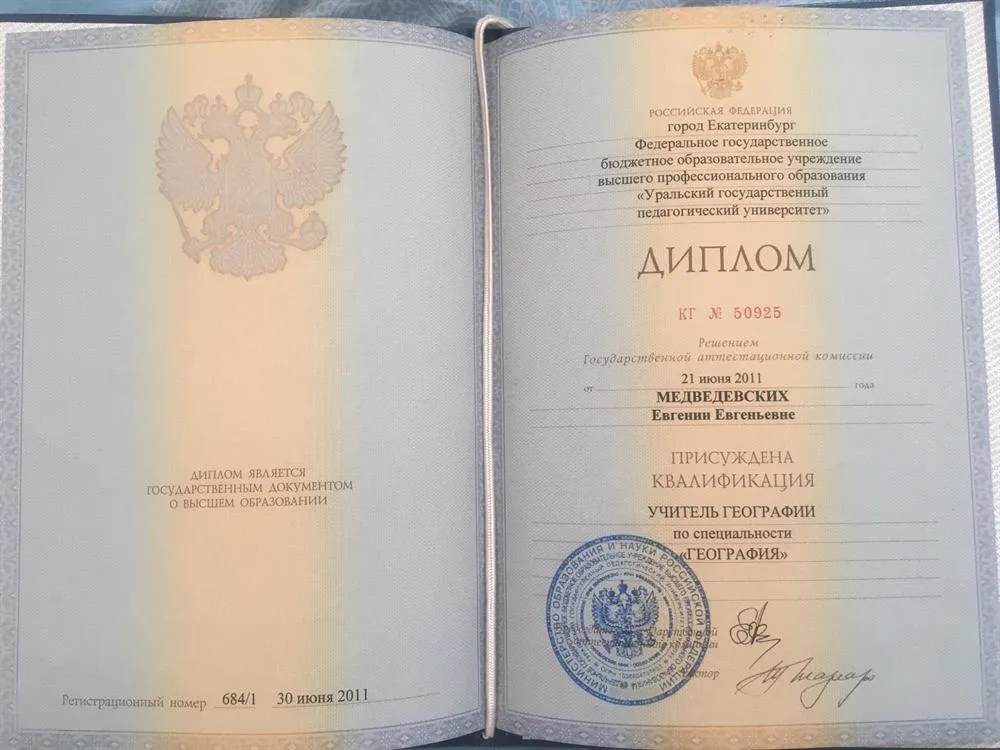 ДИПЛОМ ЯВЛЯЕТСЯ
ГОСУДАРСТВЕННЫМ ДОКУМЕНТОМ
О ВЫСШЕМ ОБРАЗОВАНИИ
Регистрационный номер 684/1 30 июня 2011
РОССИЙСКАЯ ФЕДЕРАЦИЯ
город Екатеринбург
Федеральное государственное
бюджетное образовательное учреждение
высшего профессионального образования
«Уральский государственный
педагогический университет»
ДИПЛОМ
КГ № 50925
Решением
Государственной аттестационной комиссии
от 21 июня 2011 года
МЕДВЕДЕВСКИХ
Евгении Евгеньевне
ПРИСУЖДЕНА
КВАЛИФИКАЦИЯ
УЧИТЕЛЬ ГЕОГРАФИИ
по специальности
«ГЕОГРАФИЯ»
МИНИСТЕРСТВО ОБРАЗОВАНИЯ И НАУКИ РОССИЙСКОЙ ФЕДЕРАЦИИ